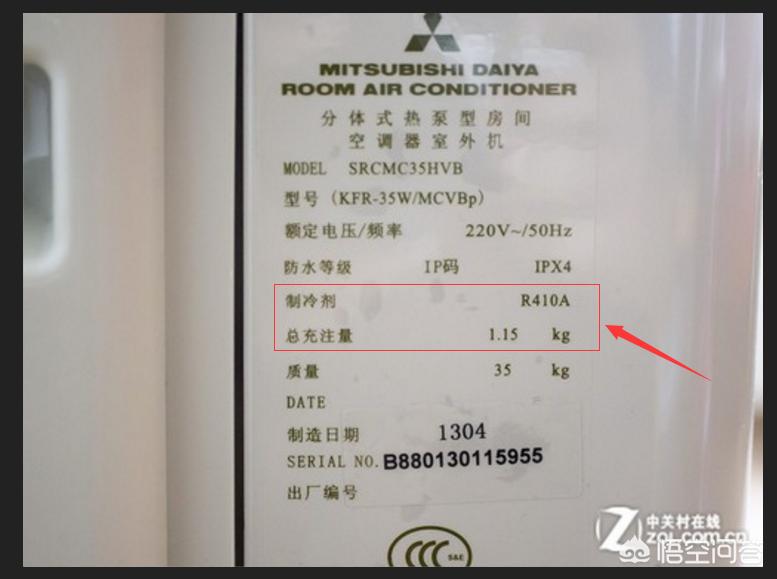 MITSUBISHI DAIYA
ROOM AIR CONDITIONER
分体式热泵型房间
空调器室外机
MODEL SRCMC35HVB
型号(KFR-35W/MCVBp)
额定电压/频率 220V~/50Hz
防水等级 IP码 IPX4
制冷剂 R410A
总充注量 1.15 kg
质量 35 kg
DATE
制造日期 1304
SERIAL NO. B880130115955
出厂编号
CCC S&E
Z 中关村在线
zol.com.cn
悟空问答